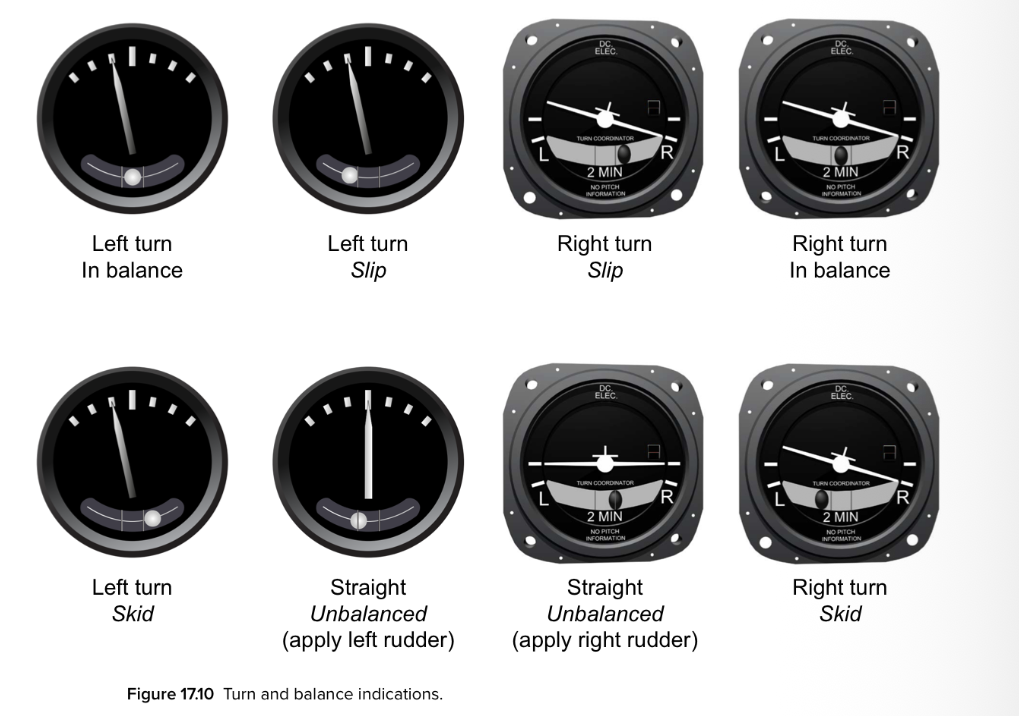 DC.
ELEC.
TURN COORDINATOR
L R
2 MIN
NO PITCH
INFORMATION
DC.
ELEC.
TURN COORDINATOR
L R
2 MIN
NO PITCH
INFORMATION
Left turn
In balance
Left turn
Slip
Right turn
Slip
Right turn
In balance
DC.
ELEC.
TURN COORDINATOR
L R
2 MIN
NO PITCH
INFORMATION
DC.
ELEC.
TURN COORDINATOR
L R
2 MIN
NO PITCH
INFORMATION
Left turn
Skid
Straight
Unbalanced
(apply left rudder)
Straight
Unbalanced
(apply right rudder)
Right turn
Skid
Figure 17.10 Turn and balance indications.